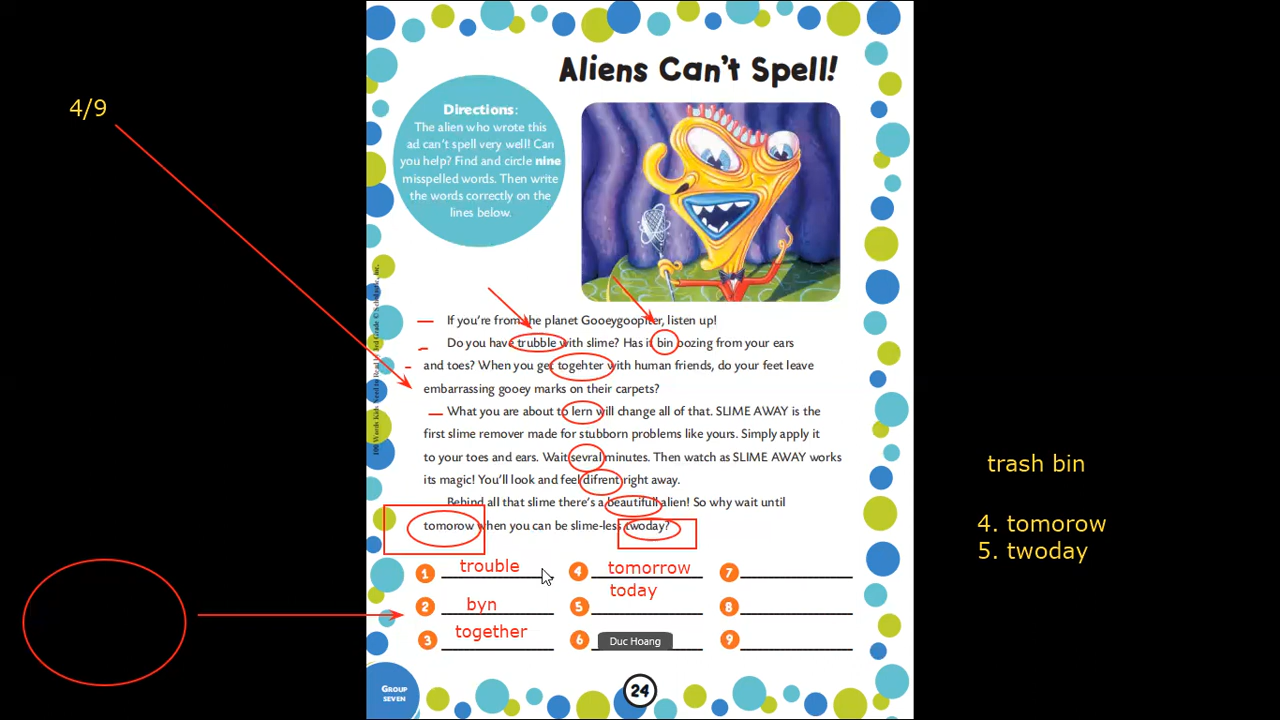 Aliens Can't Spell!
4/9
Directions:
The alien who wrote this
ad can't spell very well! Can
you help? Find and circle nine
misspelled words. Then write
the words correctly on the
lines below.
If you're from the planet Gooeygoopiter, listen up!
Do you have trubble with slime? Has it bin oozing from your ears
and toes? When you get togehter with human friends, do your feet leave
embarrassing gooey marks on their carpets?
What you are about to lern will change all of that. SLIME AWAY is the
first slime remover made for stubborn problems like yours. Simply apply it
to your toes and ears. Wait sevral minutes. Then watch as SLIME AWAY works
its magic! You'll look and feel difrent right away.
Behind all that slime there's a beautifull alien! So why wait until
tomorow when you can be slime-less twoday?
trash bin
4. tomorow
5. twoday
1 trouble
2 byn
3 together
4 tomorrow
5 today
6 Duc Hoang
7
8
9
GROUP
SEVEN
24